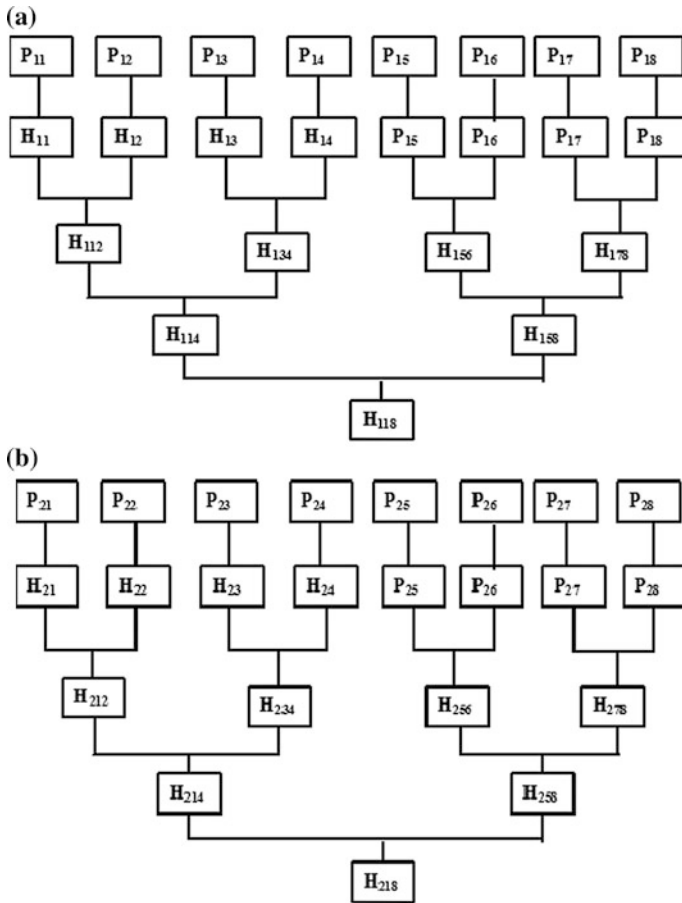 (a)
P₁₁ P₁₂ P₁₃ P₁₄ P₁₅ P₁₆ P₁₇ P₁₈
H₁₁ H₁₂ H₁₃ H₁₄ P₁₅ P₁₆ P₁₇ P₁₈
H₁₁₂ H₁₃₄ H₁₅₆ H₁₇₈
H₁₁₄ H₁₅₈
H₁₁₈
(b)
P₂₁ P₂₂ P₂₃ P₂₄ P₂₅ P₂₆ P₂₇ P₂₈
H₂₁ H₂₂ H₂₃ H₂₄ P₂₅ P₂₆ P₂₇ P₂₈
H₂₁₂ H₂₃₄ H₂₅₆ H₂₇₈
H₂₁₄ H₂₅₈
H₂₁₈